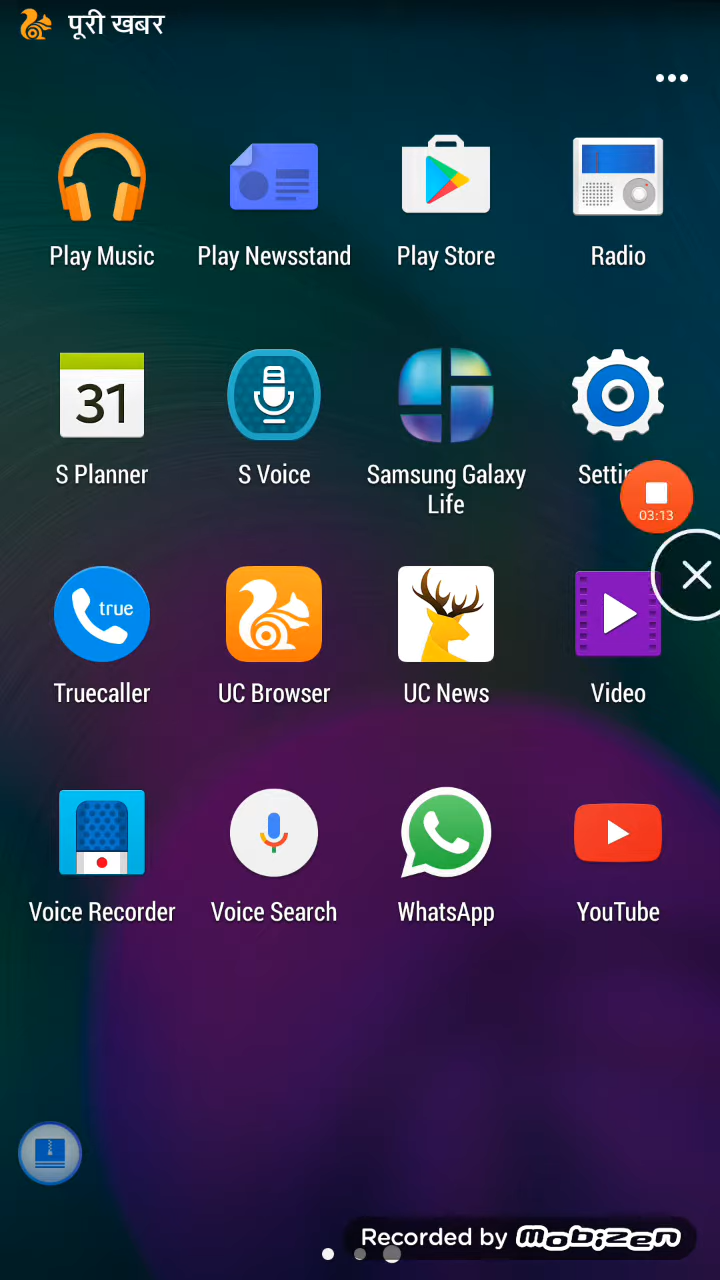 पूरी खबर
Play Music Play Newsstand Play Store Radio
31
S Planner S Voice Samsung Galaxy Life
03:13
true
Truecaller UC Browser UC News Video
Voice Recorder Voice Search WhatsApp YouTube
Recorded by mobizen